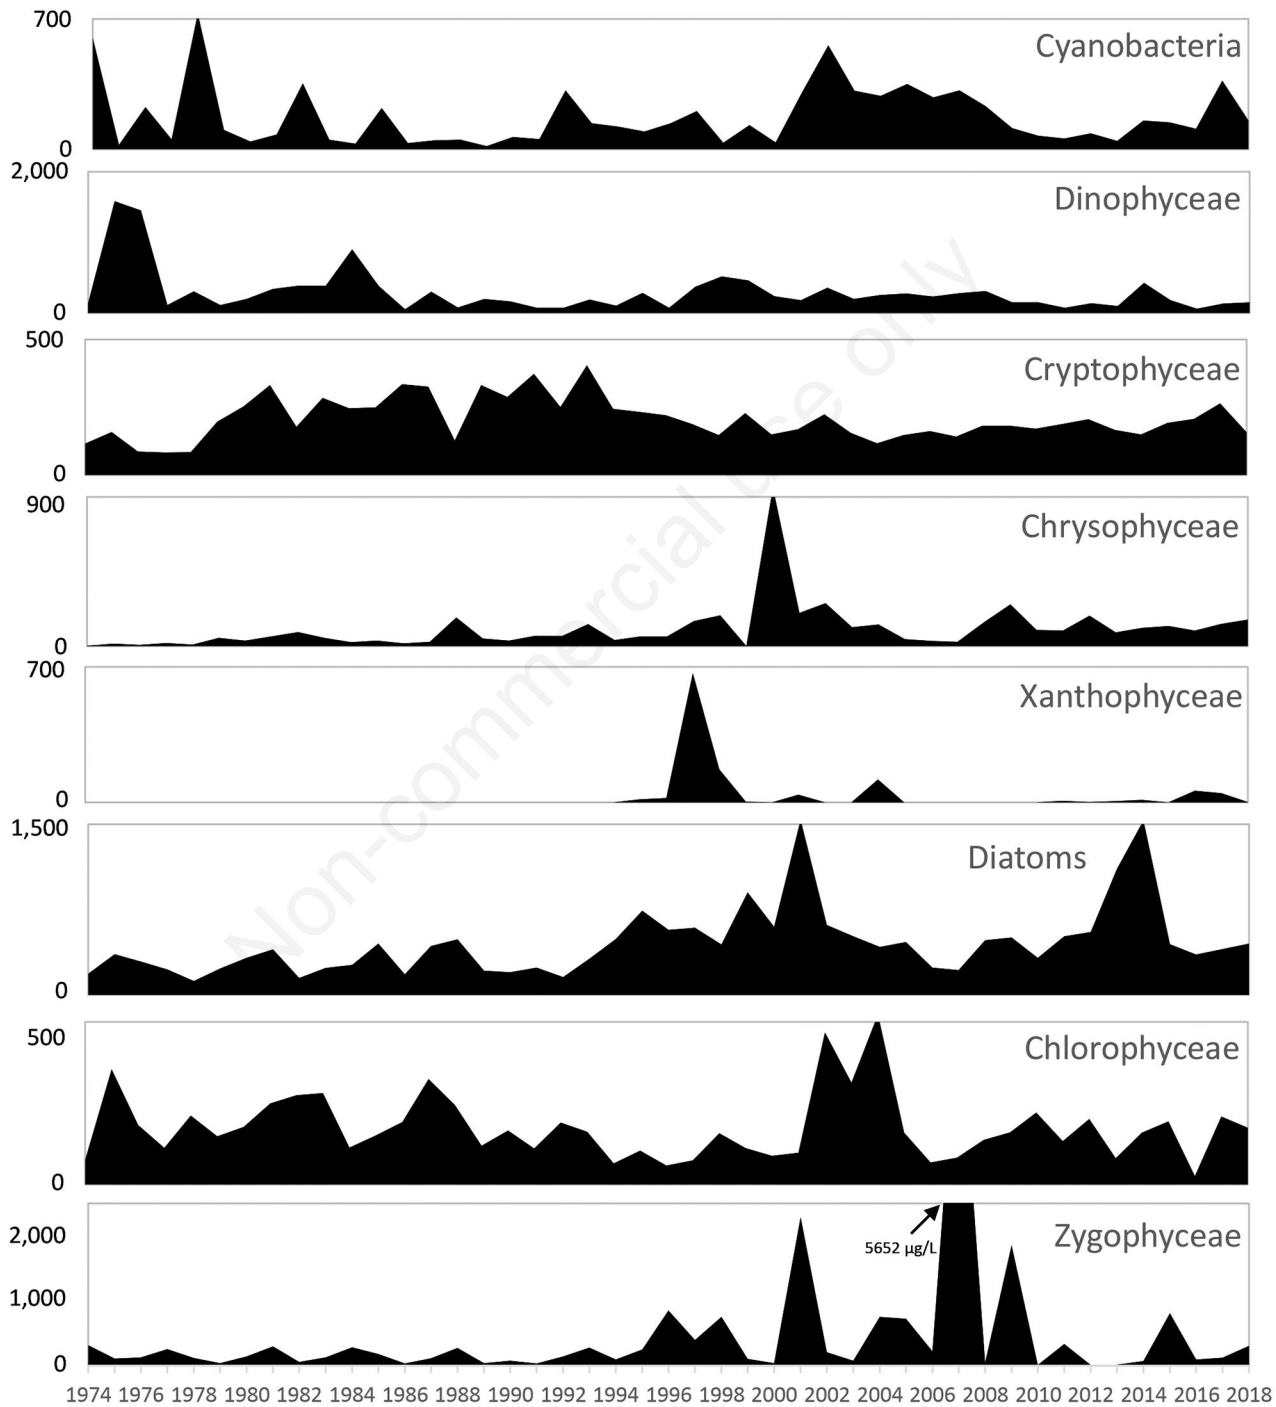 700
Cyanobacteria
0
2,000
Dinophyceae
0
500
Cryptophyceae
0
900
Chrysophyceae
0
700
Xanthophyceae
0
1,500
Diatoms
0
500
Chlorophyceae
0
2,000
Zygophyceae
5652 µg/L
1,000
0
1974 1976 1978 1980 1982 1984 1986 1988 1990 1992 1994 1996 1998 2000 2002 2004 2006 2008 2010 2012 2014 2016 2018
Non-commercial use only